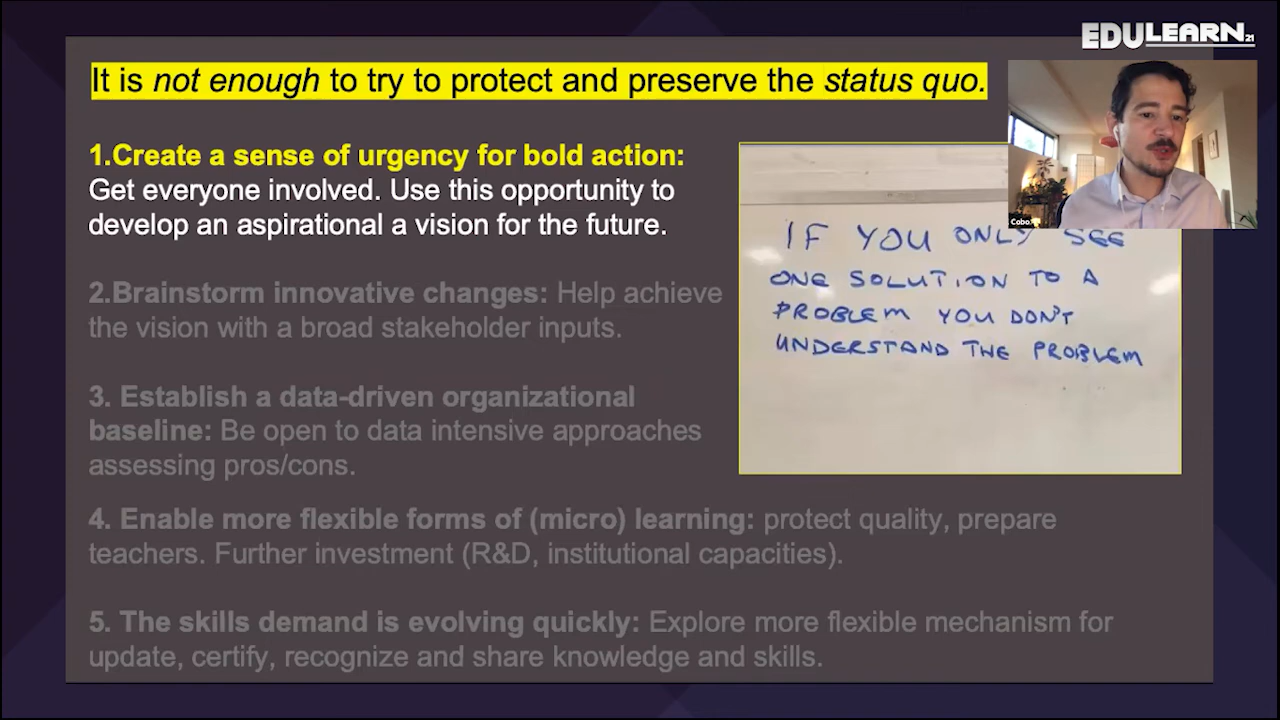 EDULEARN21
It is not enough to try to protect and preserve the status quo.
1.Create a sense of urgency for bold action:
Get everyone involved. Use this opportunity to
develop an aspirational a vision for the future.
2.Brainstorm innovative changes: Help achieve
the vision with a broad stakeholder inputs.
3. Establish a data-driven organizational
baseline: Be open to data intensive approaches
assessing pros/cons.
4. Enable more flexible forms of (micro) learning: protect quality, prepare
teachers. Further investment (R&D, institutional capacities).
5. The skills demand is evolving quickly: Explore more flexible mechanism for
update, certify, recognize and share knowledge and skills.
IF YOU ONLY SEE
ONE SOLUTION TO A
PROBLEM YOU DON'T
UNDERSTAND THE PROBLEM
Cobo